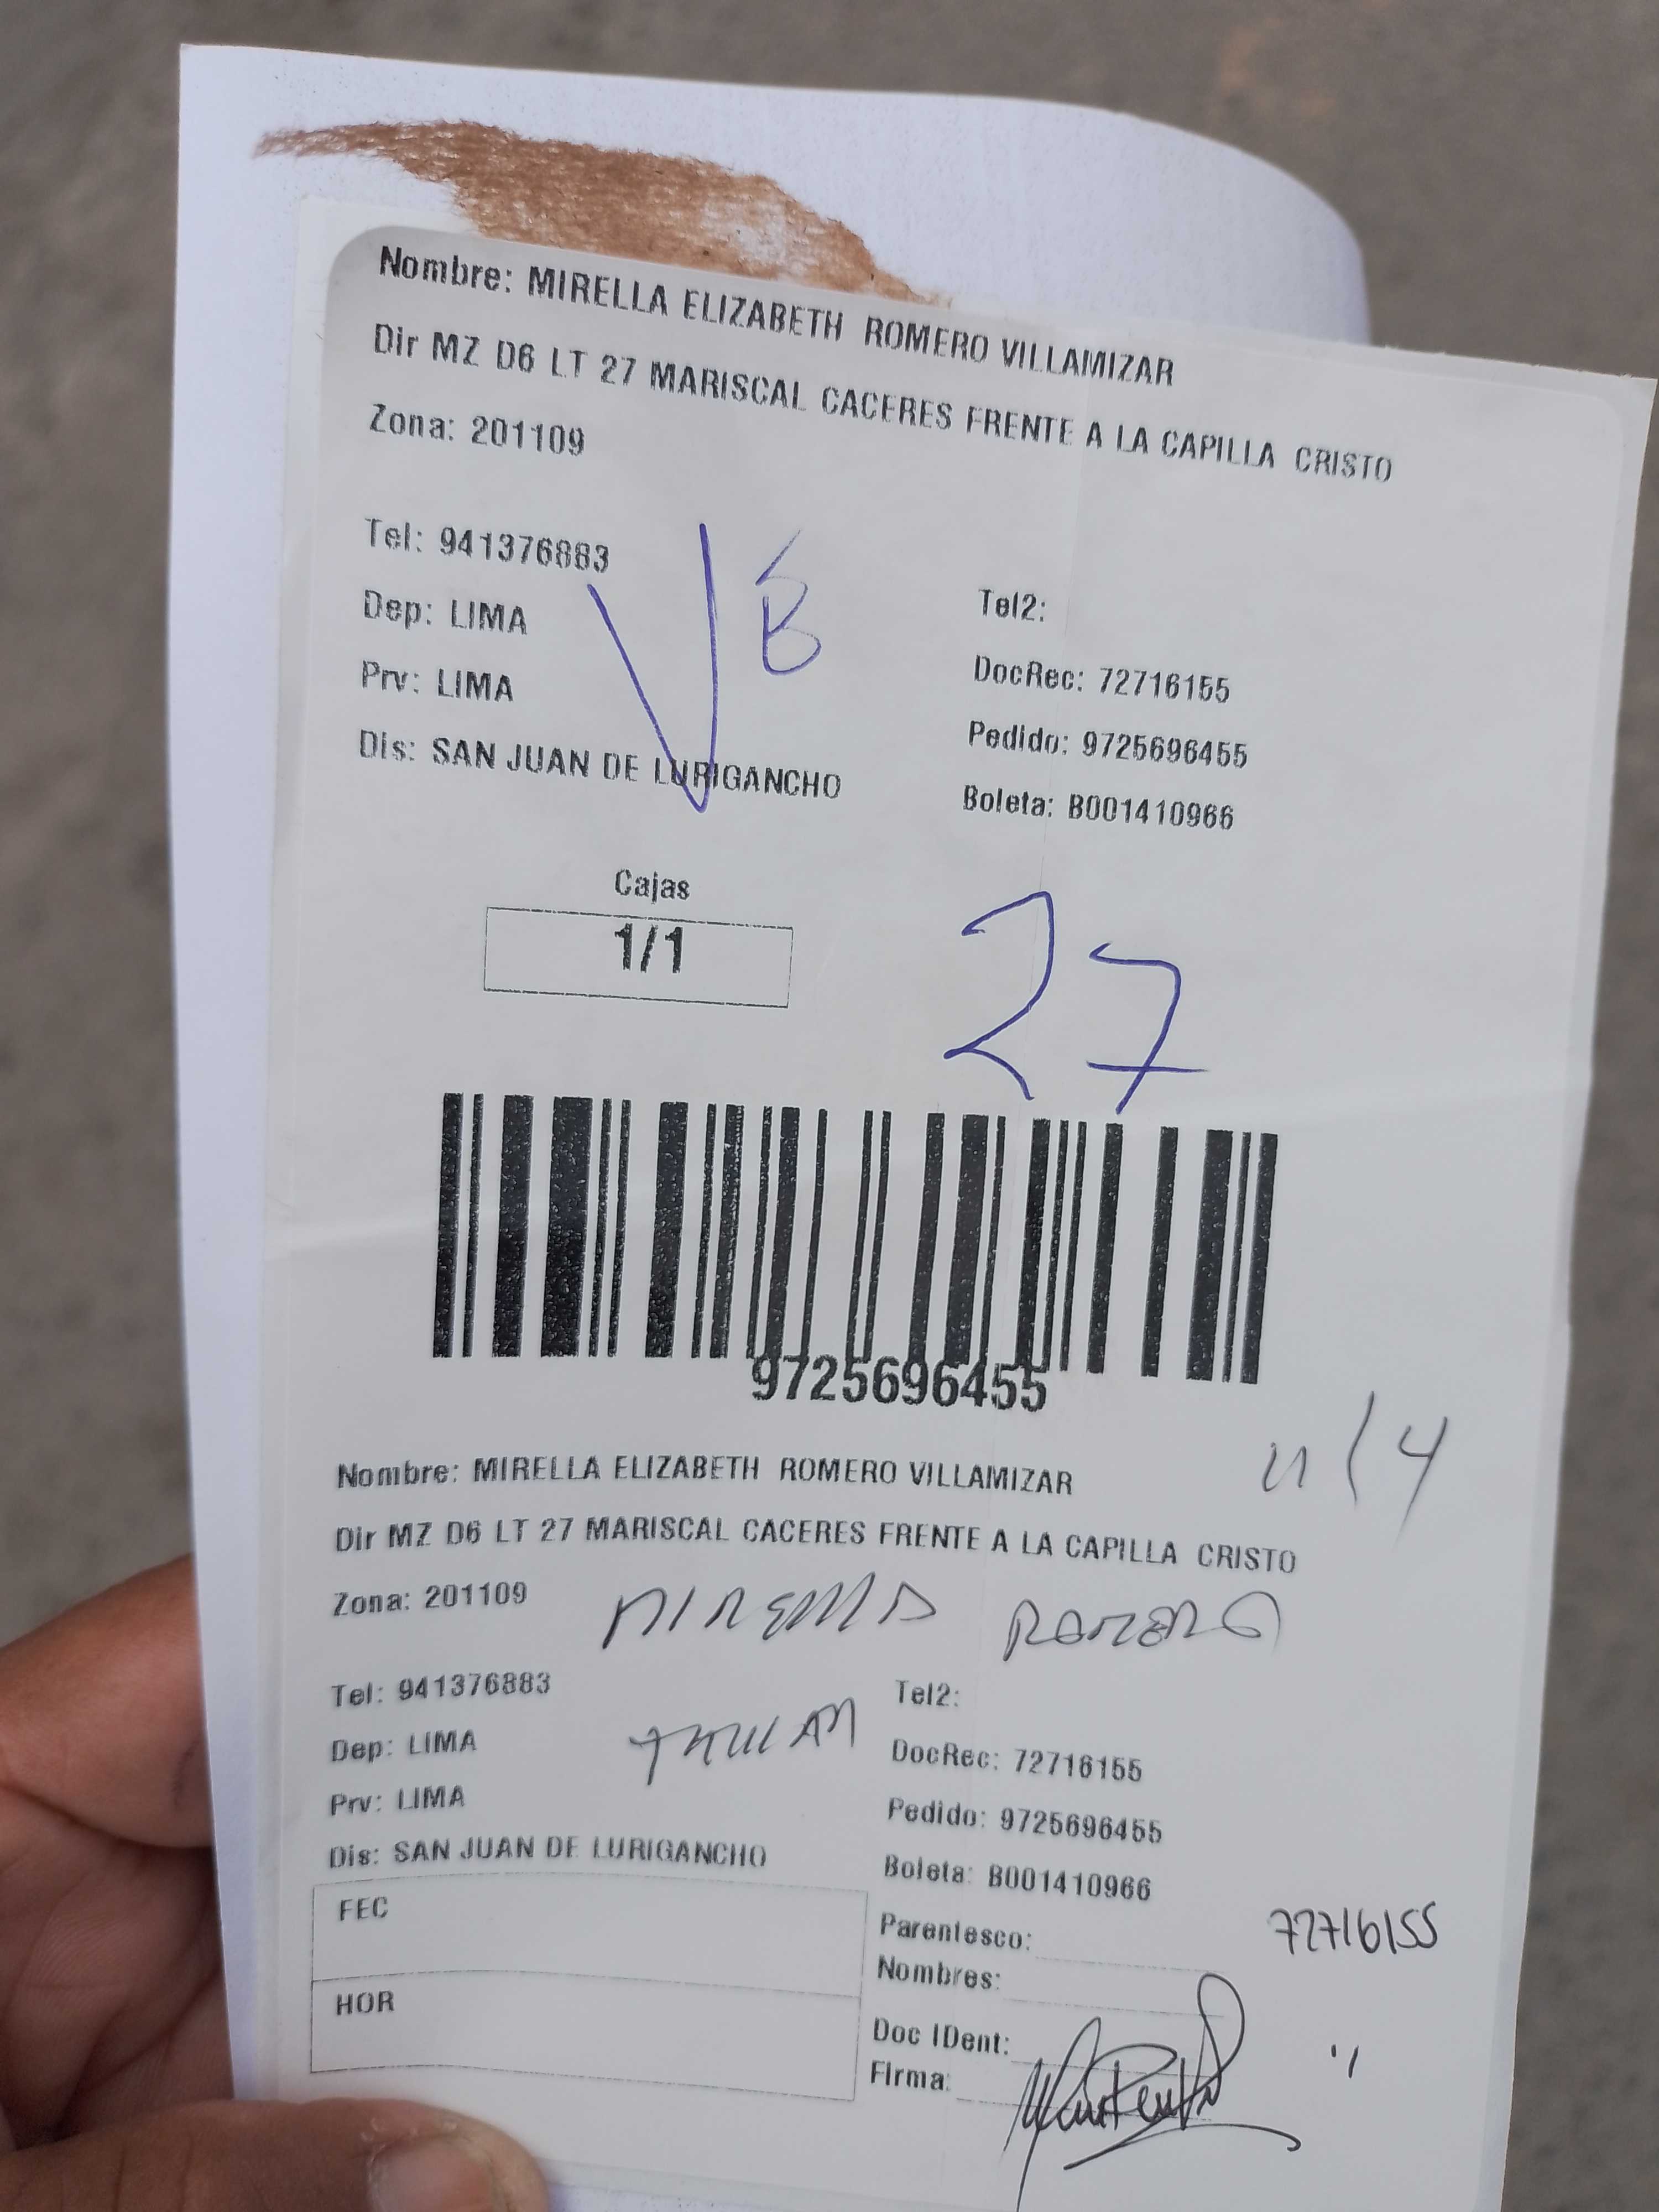 Nombre: MIRELLA ELIZABETH ROMERO VILLAMIZAR
Dir MZ D6 LT 27 MARISCAL CACERES FRENTE A LA CAPILLA CRISTO
Zona: 201109
Tel: 941376883
VB
Tel2:
Dep: LIMA
DocRec: 72716155
Prv: LIMA
Pedido: 9725696455
Dis: SAN JUAN DE LURIGANCHO
Boleta: B001410966
Cajas
1/1
27
9725696455
Nombre: MIRELLA ELIZABETH ROMERO VILLAMIZAR
Dir MZ D6 LT 27 MARISCAL CACERES FRENTE A LA CAPILLA CRISTO
Zona: 201109
ROMERO
Tel: 941376883
Tel2:
Dep: LIMA
DocRec: 72716155
Prv: LIMA
Pedido: 9725696455
Dis: SAN JUAN DE LURIGANCHO
Boleta: B001410966
FEC
Parentesco:
72716155
Nombres:
HOR
Doc IDent:
Firma: